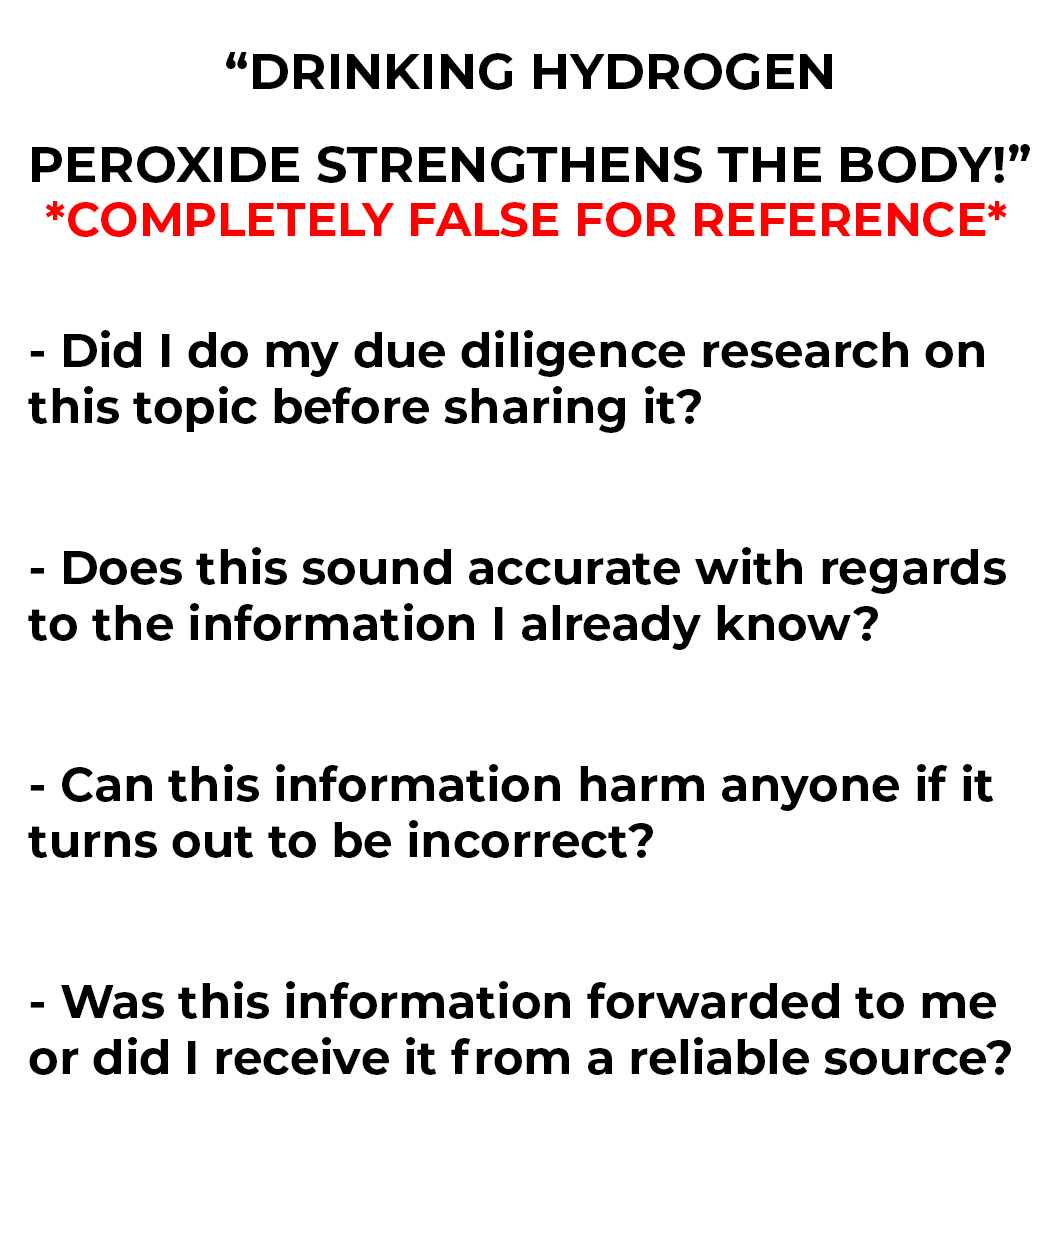 “DRINKING HYDROGEN
PEROXIDE STRENGTHENS THE BODY!”
*COMPLETELY FALSE FOR REFERENCE*
- Did I do my due diligence research on
this topic before sharing it?
- Does this sound accurate with regards
to the information I already know?
- Can this information harm anyone if it
turns out to be incorrect?
- Was this information forwarded to me
or did I receive it from a reliable source?